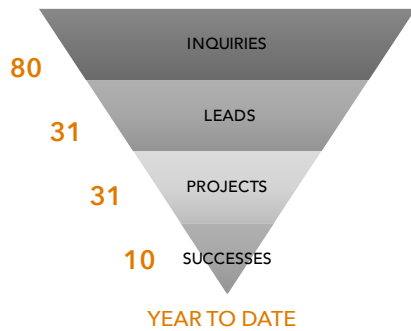 INQUIRIES
80
LEADS
31
PROJECTS
31
10 SUCCESSES
YEAR TO DATE